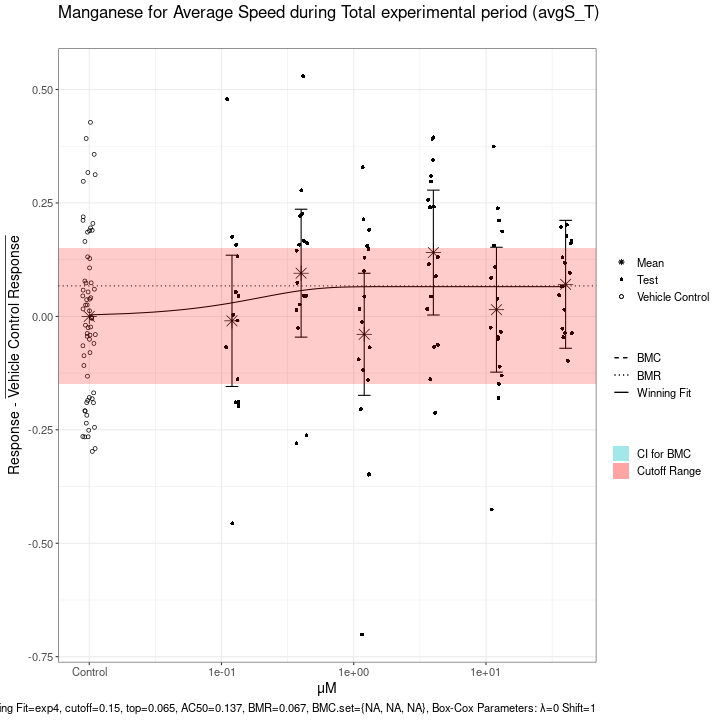 Manganese for Average Speed during Total experimental period (avgS_T)
Response - Vehicle Control Response
0.50
0.25
0.00
-0.25
-0.50
-0.75
Control
1e-01
1e+00
1e+01
μM
Mean
Test
Vehicle Control
BMC
BMR
Winning Fit
CI for BMC
Cutoff Range
ing Fit=exp4, cutoff=0.15, top=0.065, AC50=0.137, BMR=0.067, BMC.set={NA, NA, NA}, Box-Cox Parameters: λ=0 Shift=1